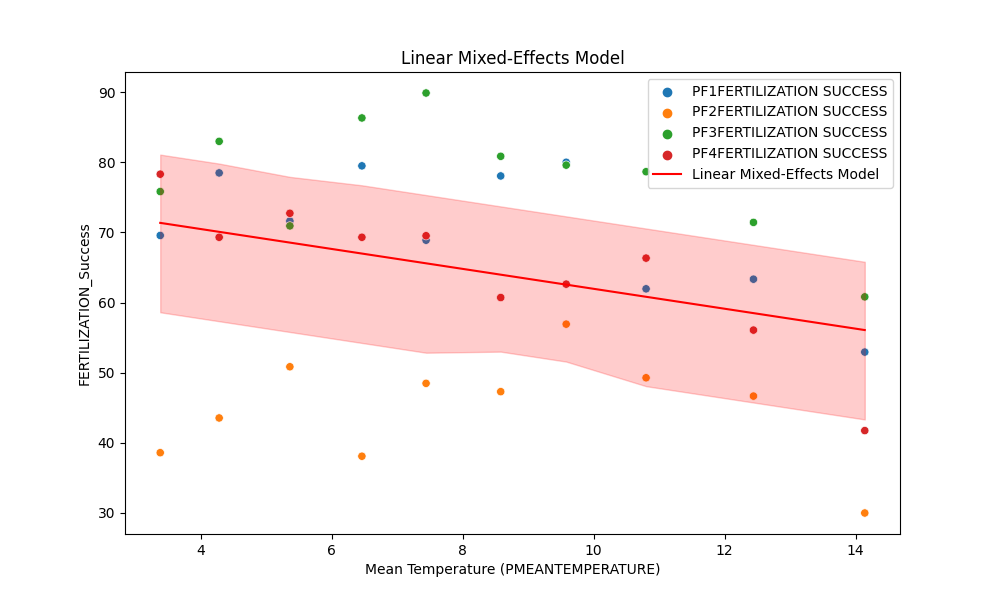 Linear Mixed-Effects Model
PF1FERTILIZATION SUCCESS
PF2FERTILIZATION SUCCESS
PF3FERTILIZATION SUCCESS
PF4FERTILIZATION SUCCESS
Linear Mixed-Effects Model
FERTILIZATION_Success
90
80
70
60
50
40
30
4 6 8 10 12 14
Mean Temperature (PMEANTEMPERATURE)